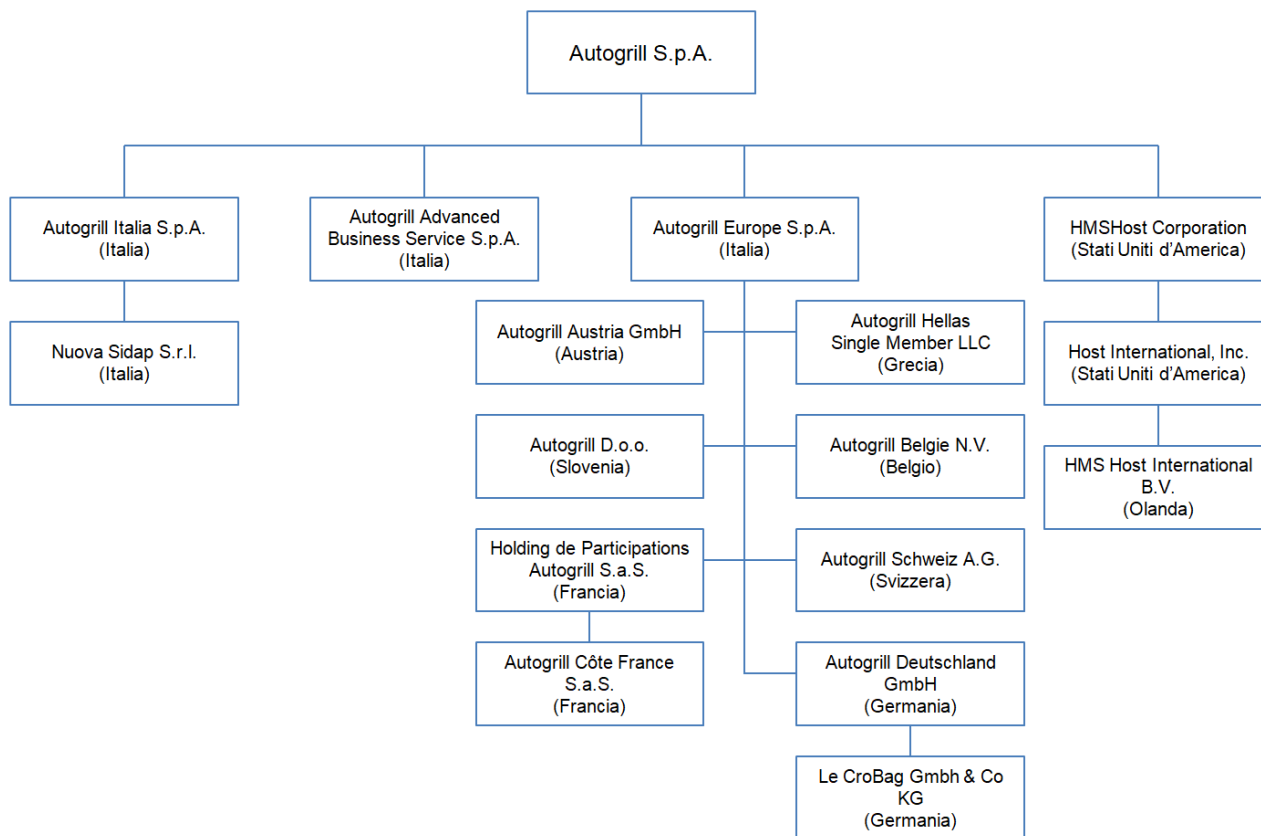 Autogrill S.p.A.
Autogrill Italia S.p.A.
(Italia)
Autogrill Advanced
Business Service S.p.A.
(Italia)
Autogrill Europe S.p.A.
(Italia)
HMSHost Corporation
(Stati Uniti d’America)
Nuova Sidap S.r.l.
(Italia)
Autogrill Austria GmbH
(Austria)
Autogrill Hellas
Single Member LLC
(Grecia)
Host International, Inc.
(Stati Uniti d’America)
Autogrill D.o.o.
(Slovenia)
Autogrill Belgie N.V.
(Belgio)
HMS Host International
B.V.
(Olanda)
Holding de Participations
Autogrill S.a.S.
(Francia)
Autogrill Schweiz A.G.
(Svizzera)
Autogrill Côte France
S.a.S.
(Francia)
Autogrill Deutschland
GmbH
(Germania)
Le CroBag Gmbh & Co
KG
(Germania)